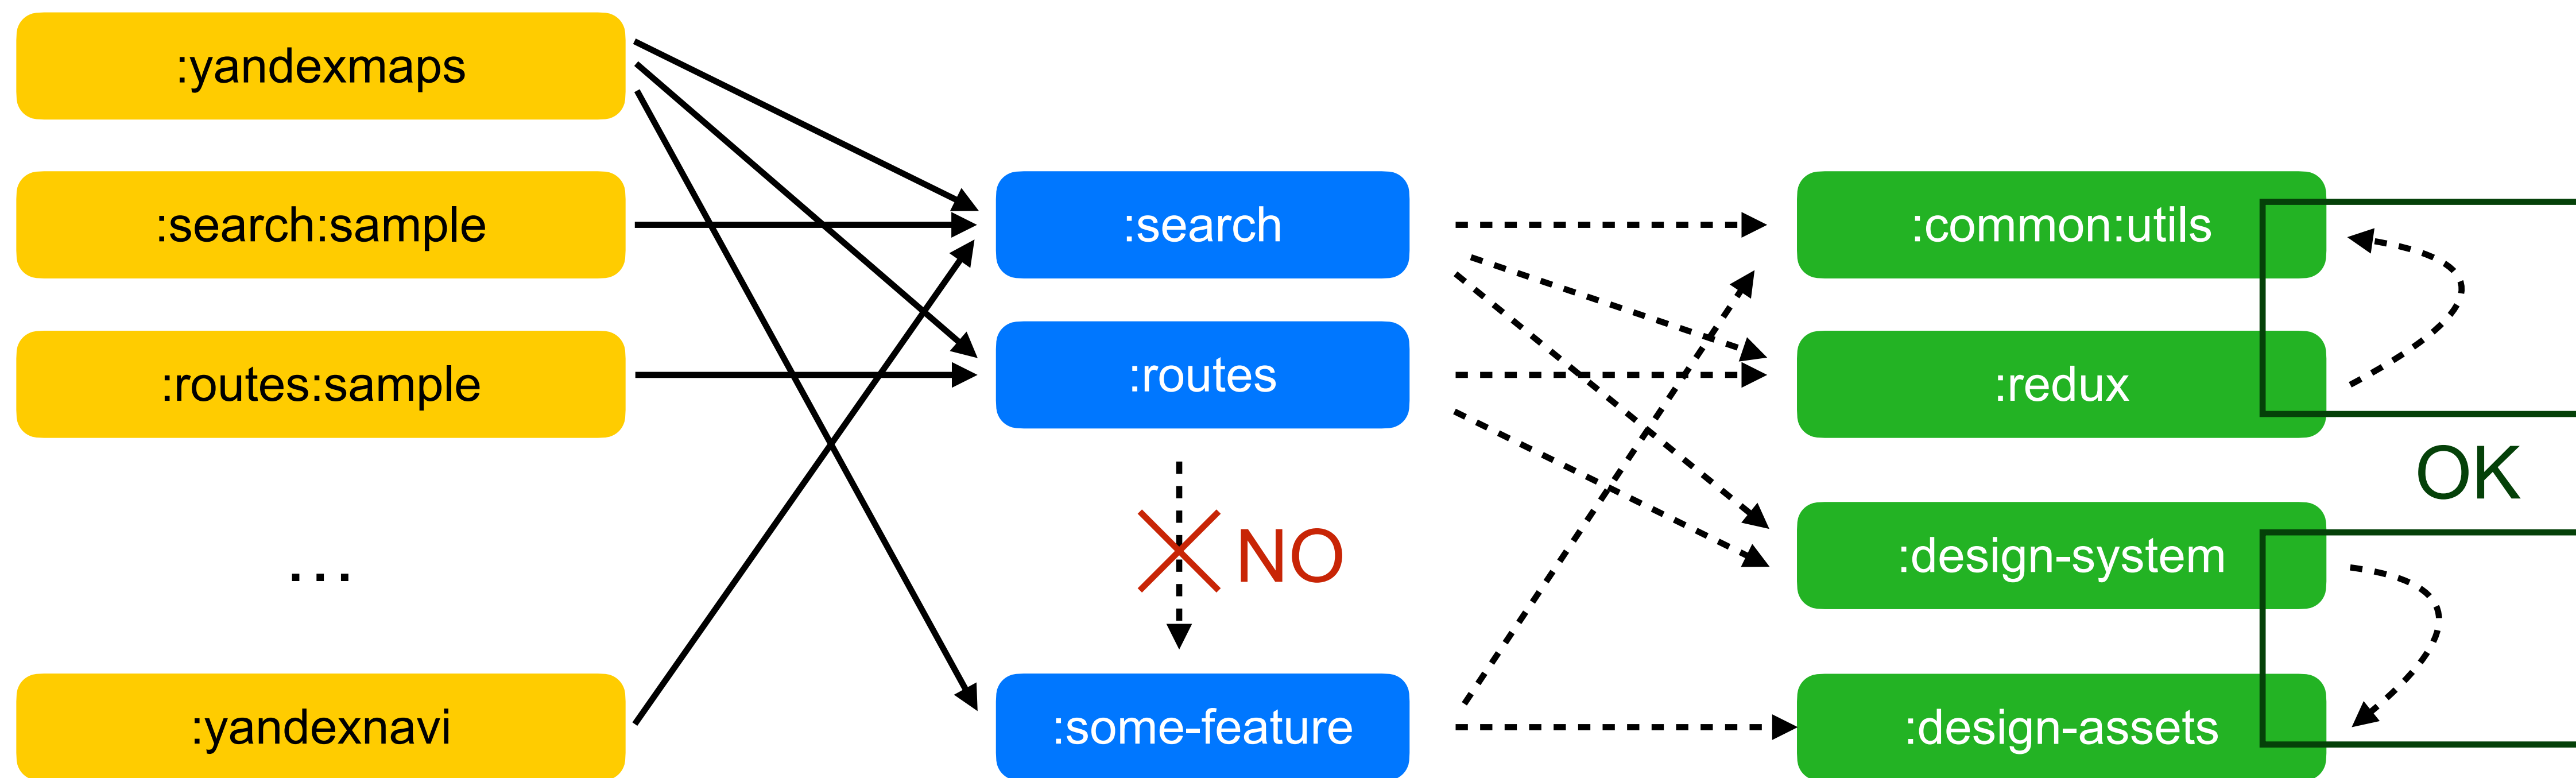 :yandexmaps
:search:sample
:routes:sample
...
:yandexnavi
:search
:routes
NO
:some-feature
:common:utils
:redux
OK
:design-system
:design-assets